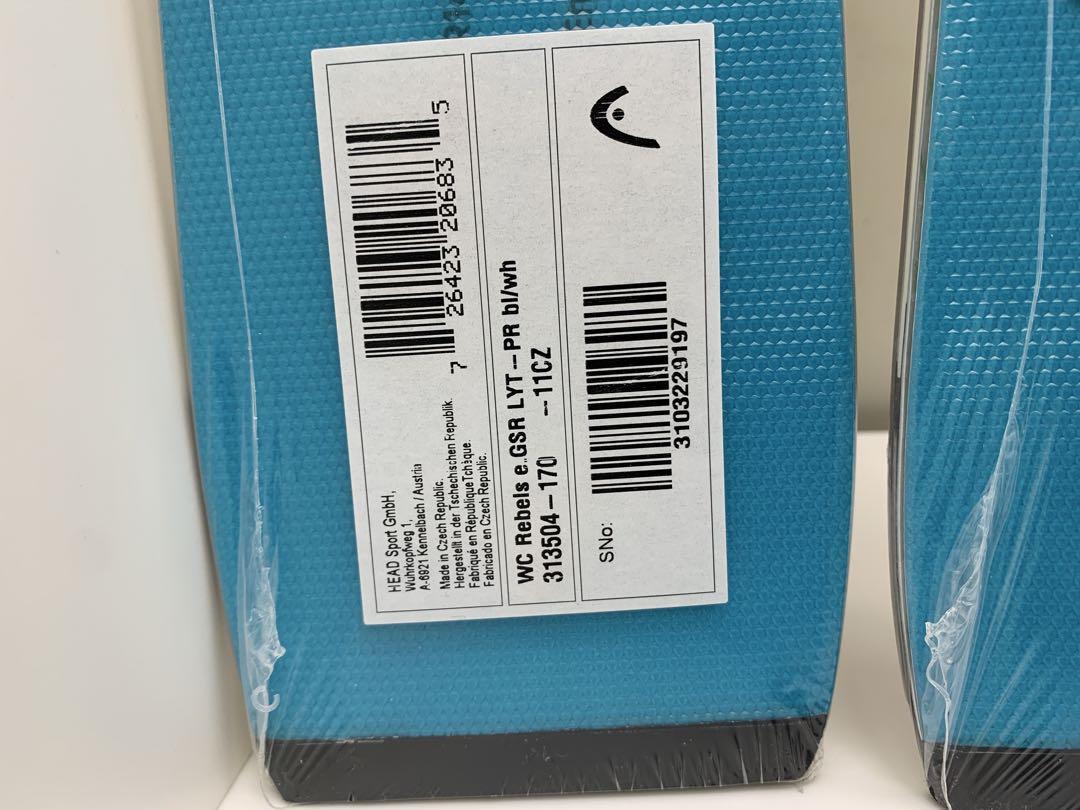 HEAD Sport GmbH,
Wuhrkopfweg 1,
A-6921 Kennelbach / Austria
Made in Czech Republic.
Hergestellt in der Tschechischen Republik.
Fabriqué en République Tchèque.
Fabricado en Czech Republic.
7 26423 20683 5
WC Rebels e.GSR LYT-PR bl/wh
313504-170 --11CZ
SNo:
3103229197